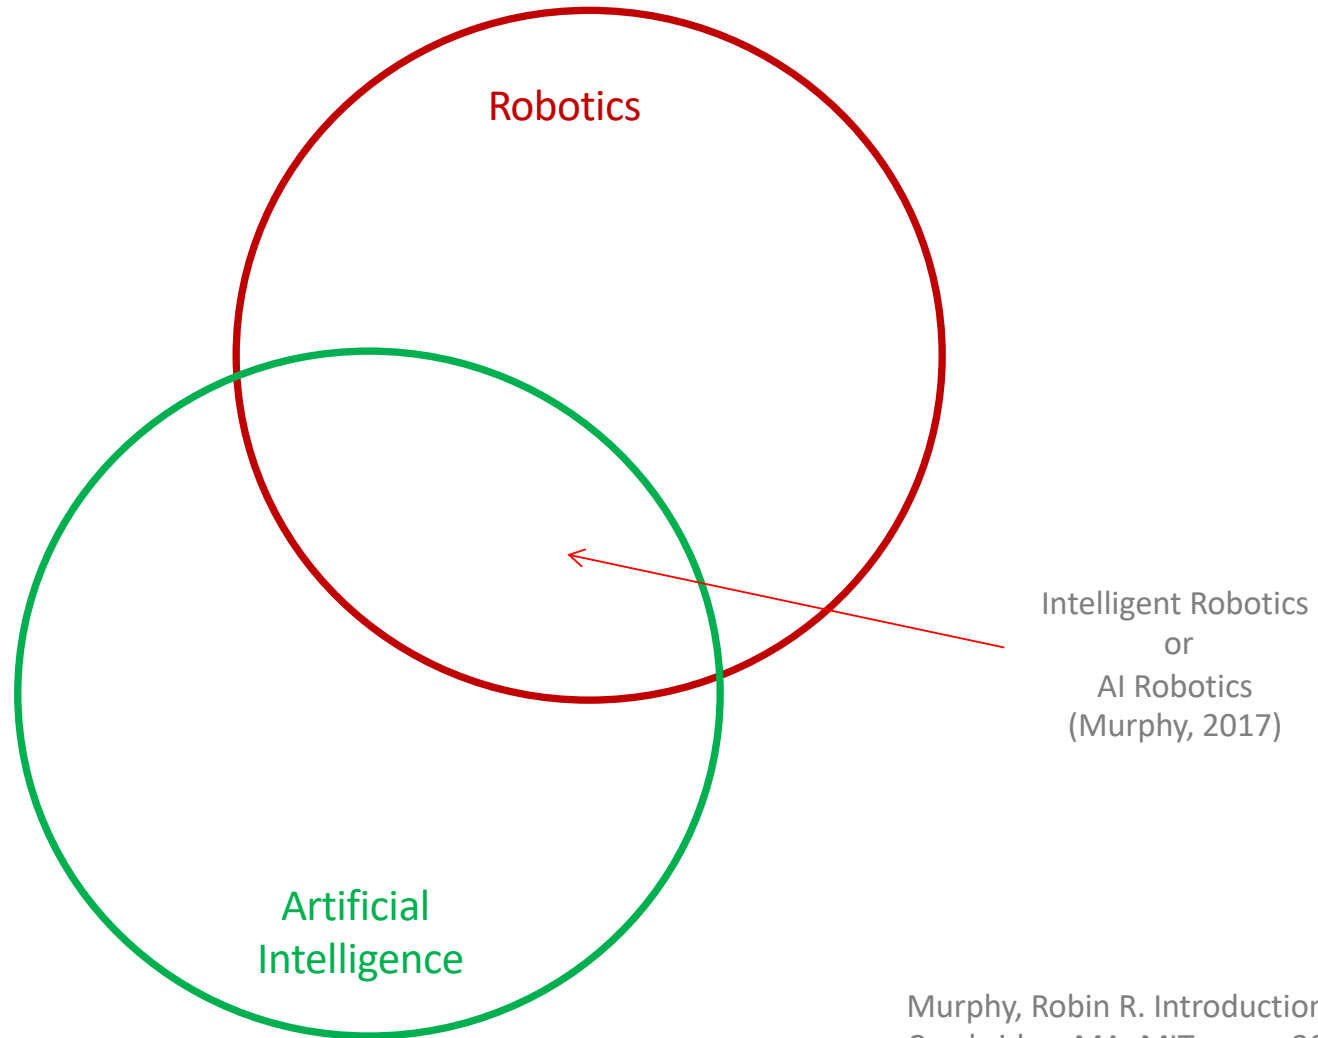 Robotics
Intelligent Robotics
or
AI Robotics
(Murphy, 2017)
Artificial
Intelligence
Murphy, Robin R. Introduction